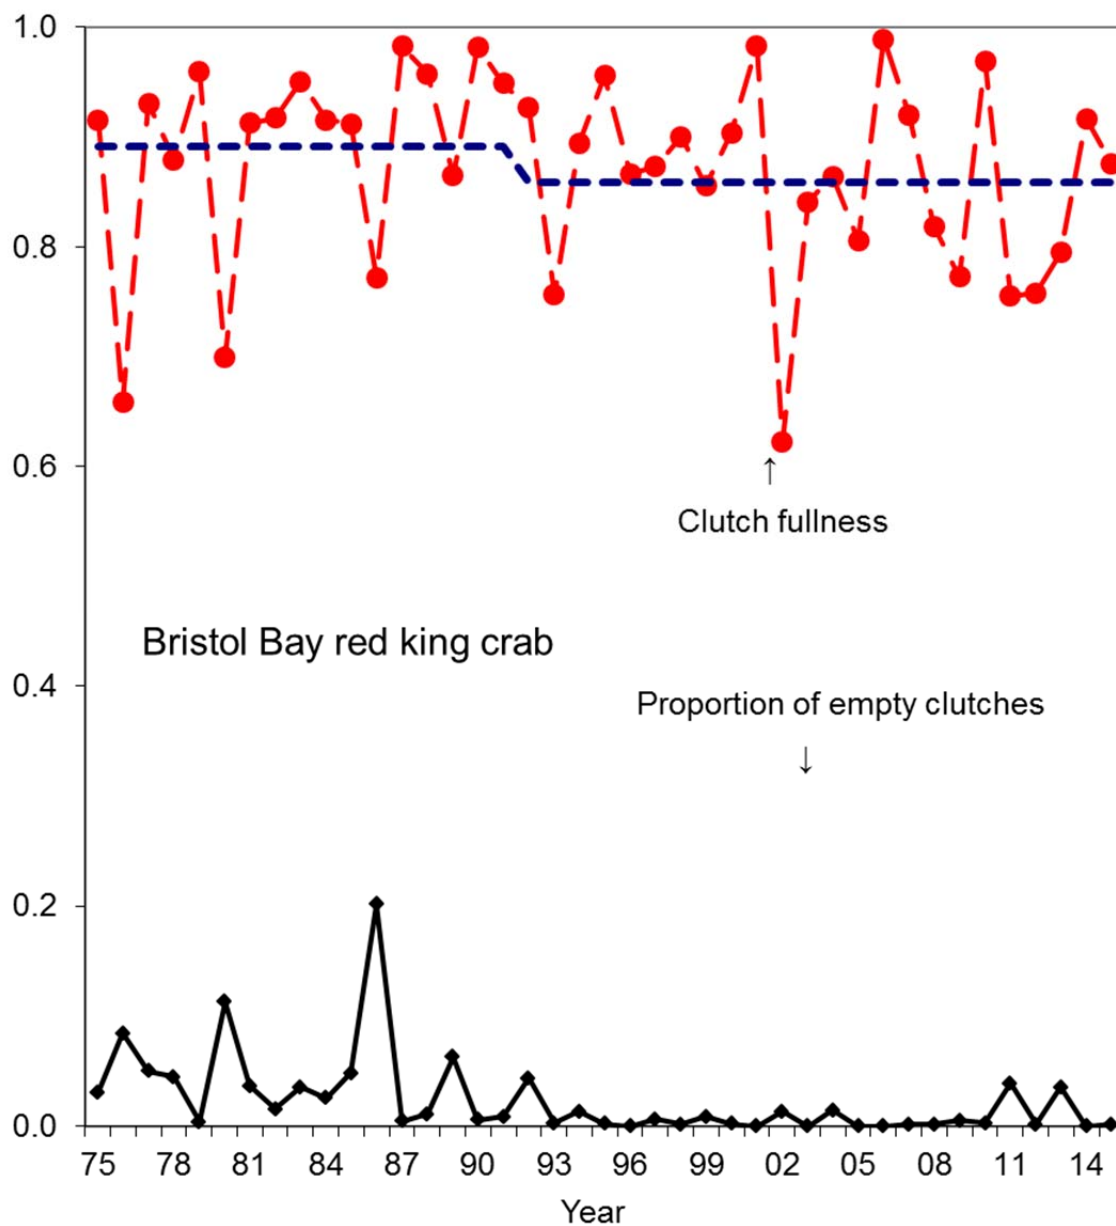 1.0
0.8
0.6
↑
Clutch fullness
Bristol Bay red king crab
0.4
Proportion of empty clutches
↓
0.2
0.0
75 78 81 84 87 90 93 96 99 02 05 08 11 14
Year